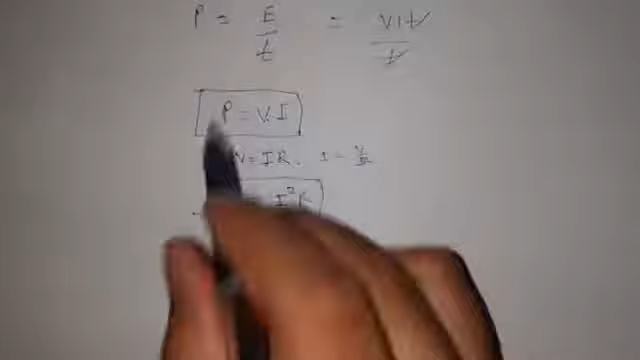 P = E/t = VIt/t
P = V.I
V = IR. I = V/R
= I²R